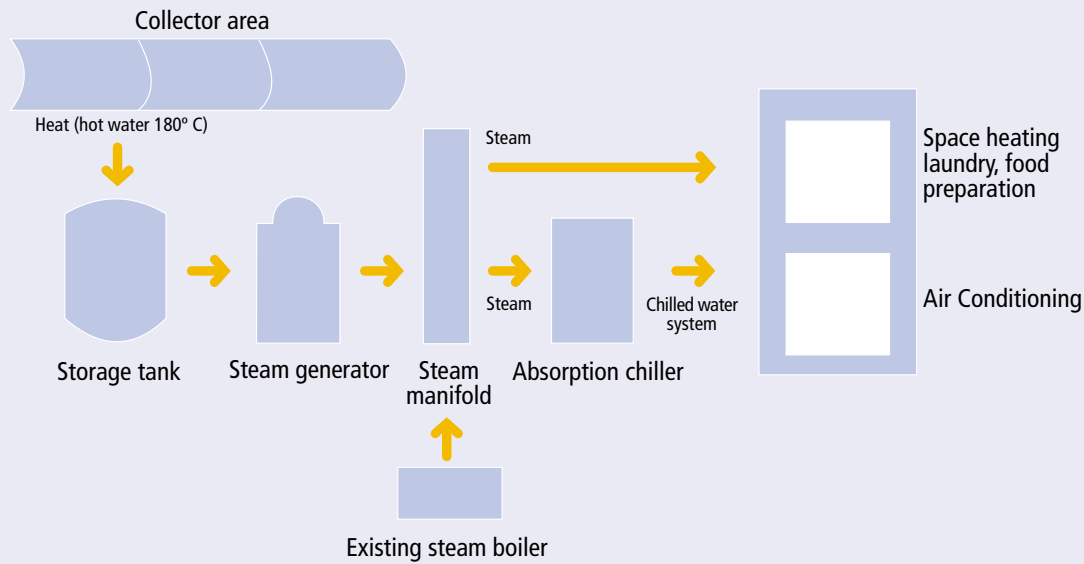 Collector area
Heat (hot water 180º C)
Steam
Space heating
laundry, food
preparation
Steam
Chilled water
system
Air Conditioning
Storage tank
Steam generator
Steam
manifold
Absorption chiller
Existing steam boiler